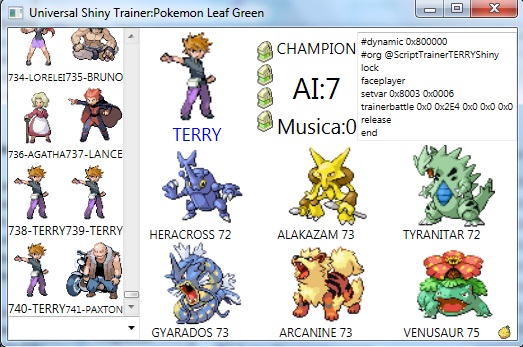 Universal Shiny Trainer:Pokemon Leaf Green
734-LORELEI 735-BRUNO
736-AGATHA 737-LANCE
738-TERRY 739-TERRY
740-TERRY 741-PAXTON
TERRY
CHAMPION
AI:7
Musica:0
#dynamic 0x800000
#org @ScriptTrainerTERRYShiny
lock
faceplayer
setvar 0x8003 0x0006
trainerbattle 0x0 0x2E4 0x0 0x0 0x0
release
end
HERACROSS 72
ALAKAZAM 73
TYRANITAR 72
GYARADOS 73
ARCANINE 73
VENUSAUR 75